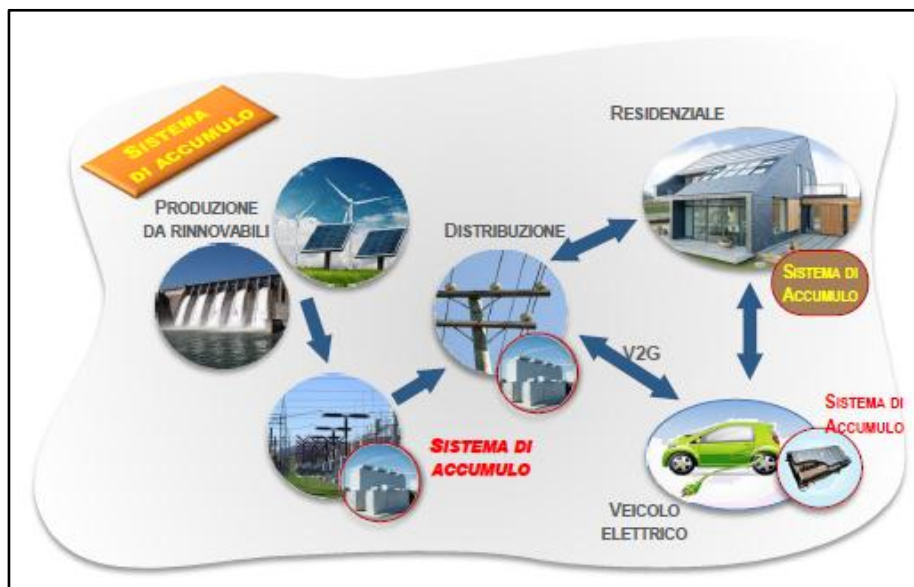 SISTEMA
DI ACCUMULO
RESIDENZIALE
PRODUZIONE
DA RINNOVABILI
DISTRIBUZIONE
SISTEMA DI
ACCUMULO
V2G
SISTEMA DI
ACCUMULO
SISTEMA DI
ACCUMULO
VEICOLO
ELETTRICO